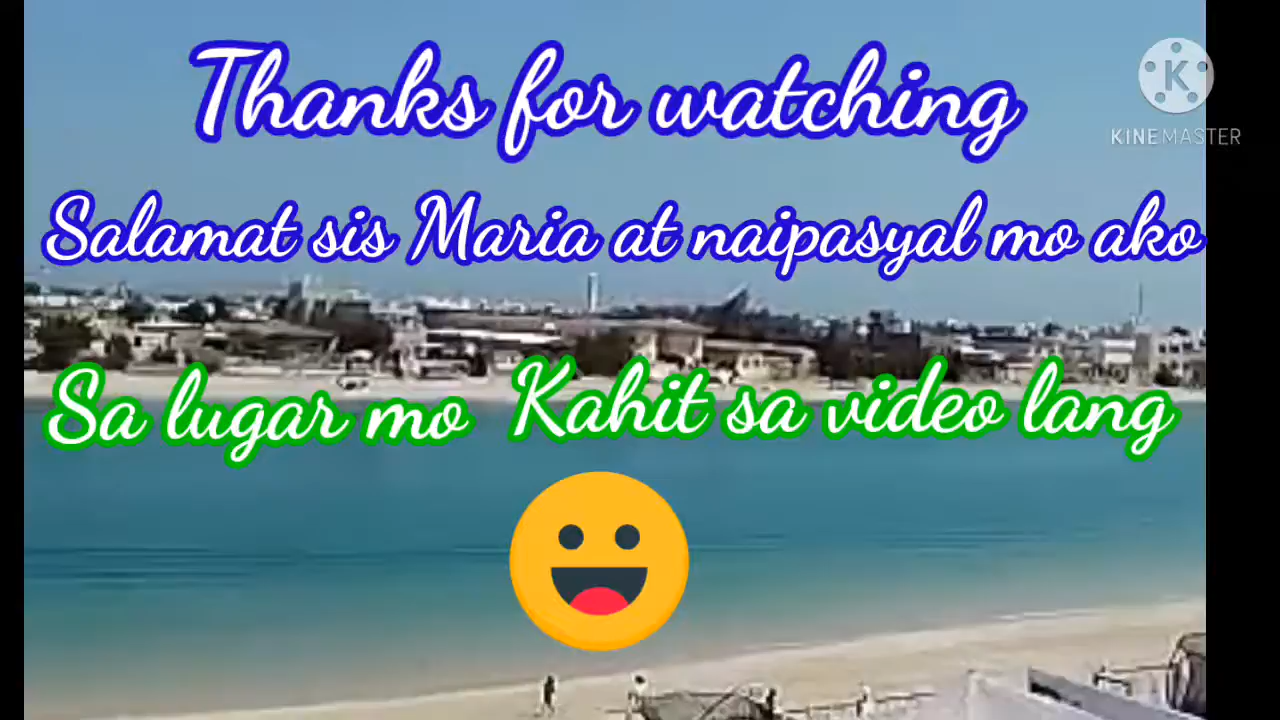 Thanks for watching
KINEMASTER
Salamat sis Maria at naipasyal mo ako
Sa lugar mo Kahit sa video lang